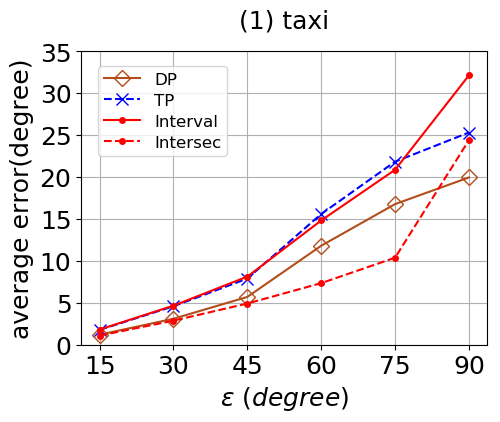 (1) taxi
average error(degree)
35
30
25
20
15
10
5
0
DP
TP
Interval
Intersec
15 30 45 60 75 90
ε (degree)